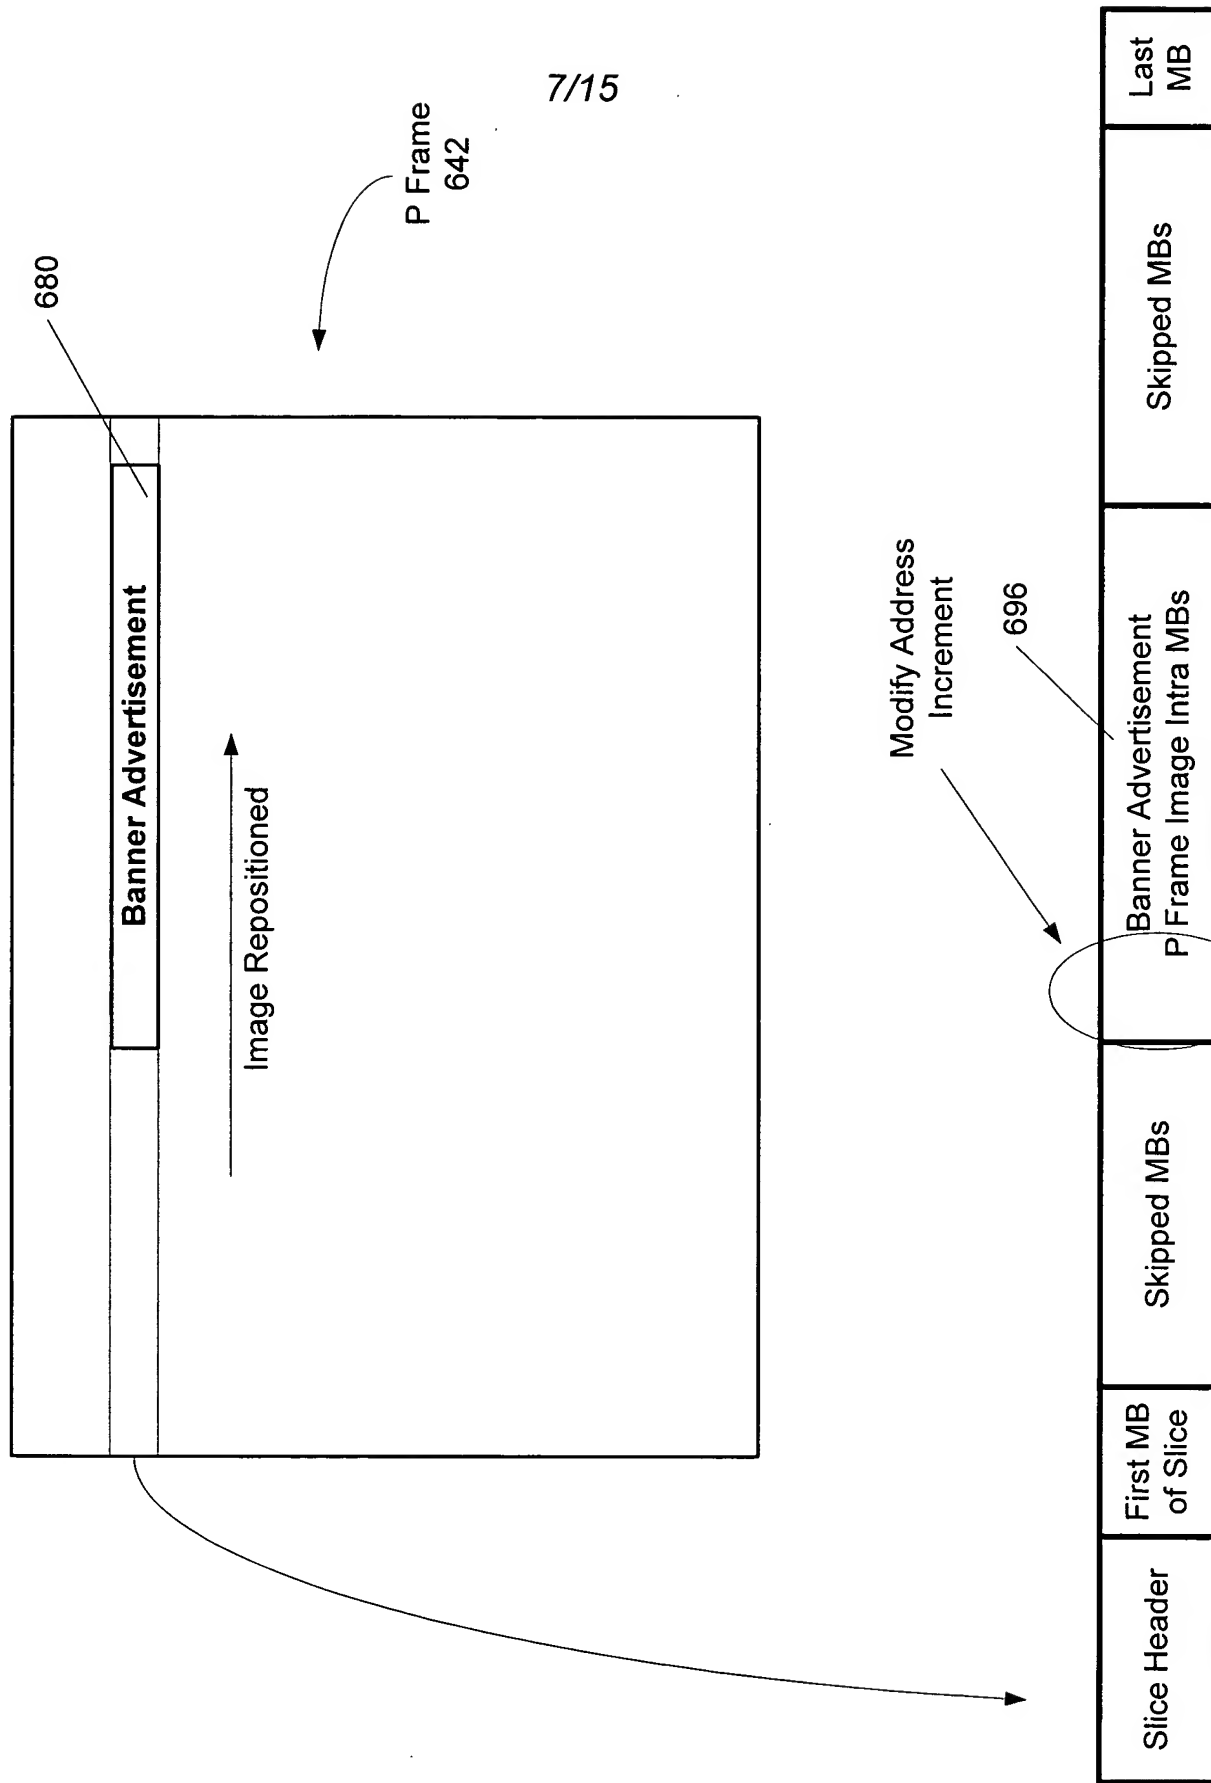 7/15
680
P Frame
642
Banner Advertisement
Image Repositioned
Modify Address
Increment
696
Slice Header
First MB
of Slice
Skipped MBs
Banner Advertisement
P Frame Image Intra MBs
Skipped MBs
Last
MB